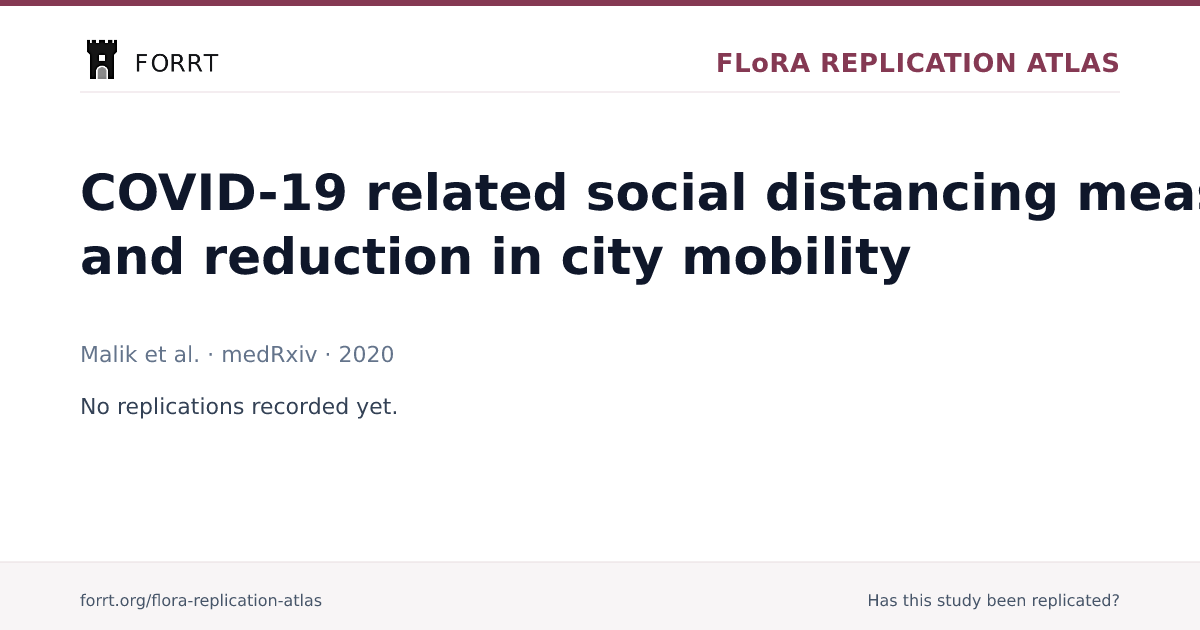 FORRT
FLoRA REPLICATION ATLAS
COVID-19 related social distancing
and reduction in city mobility
Malik et al. · medRxiv · 2020
No replications recorded yet.
forrt.org/flora-replication-atlas
Has this study been replicated?